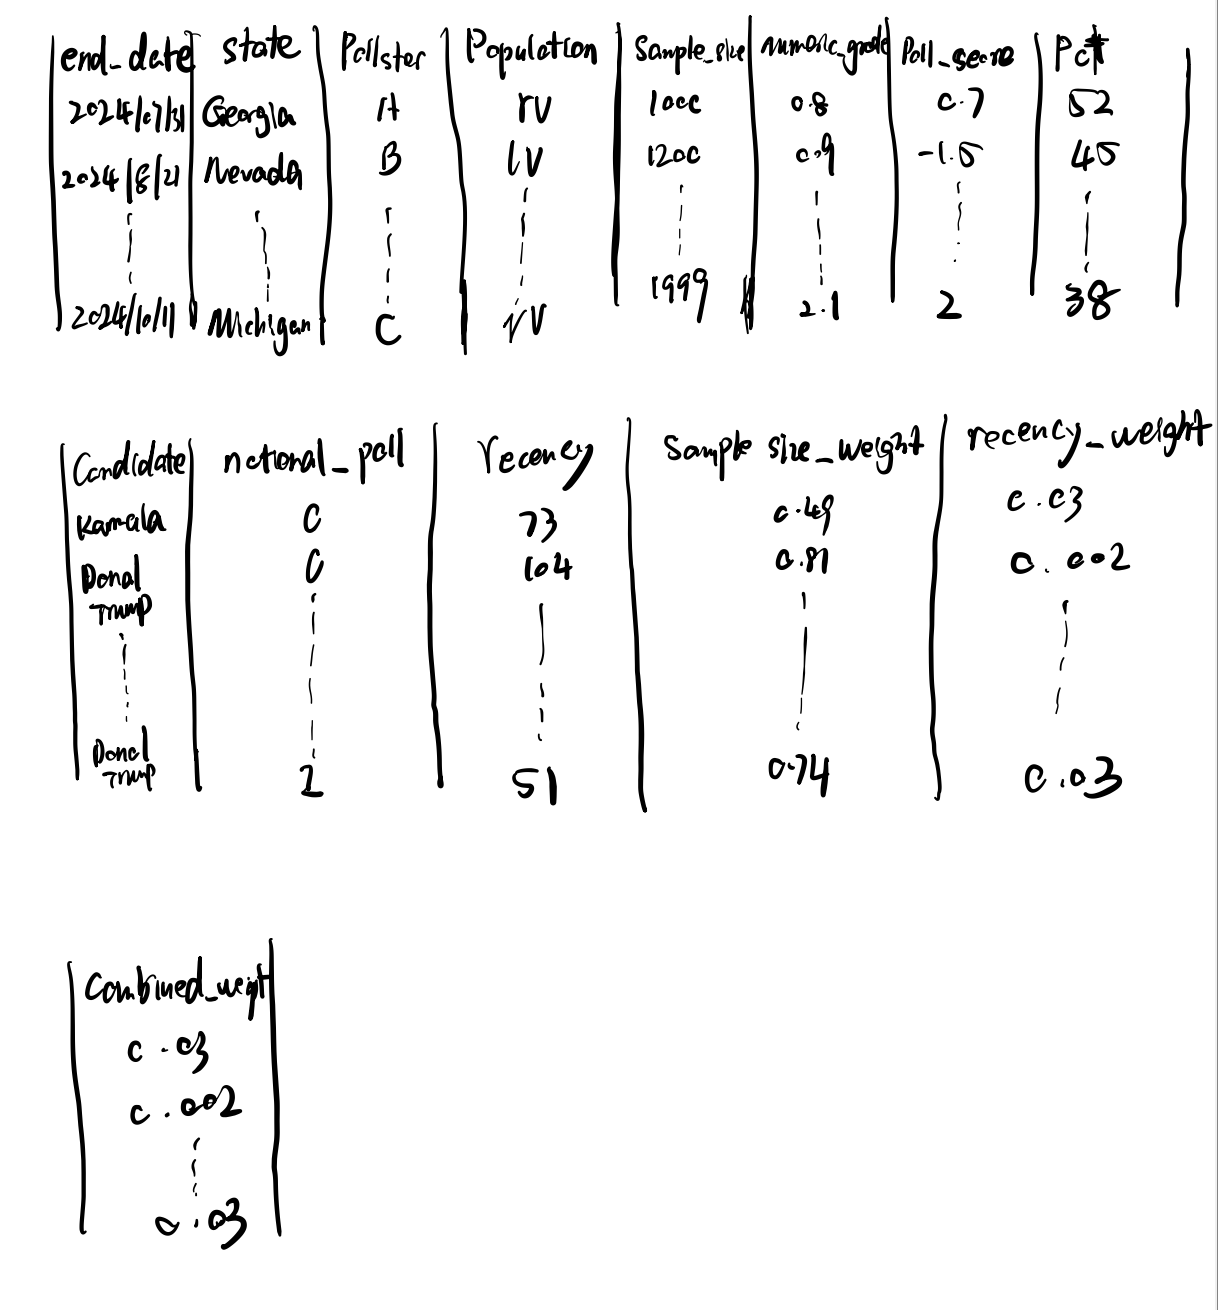 end_date state Pollster Population Sample_size numeric_grade Poll_score Pct
2024/07/31 Georgia A rv 1000 0.8 0.7 52
2024/8/21 Nevada B lv 1200 0.9 -1.5 45
2024/10/11 Michigan C rv 1999 2.1 2 38
Candidate national_poll recency Sample size_weight recency_weight
Kamala 0 73 0.49 0.03
Donal 0 104 0.81 0.002
Trump
Donal
Trump 1 51 0.74 0.03
Combined_weight
0.03
0.002
0.03